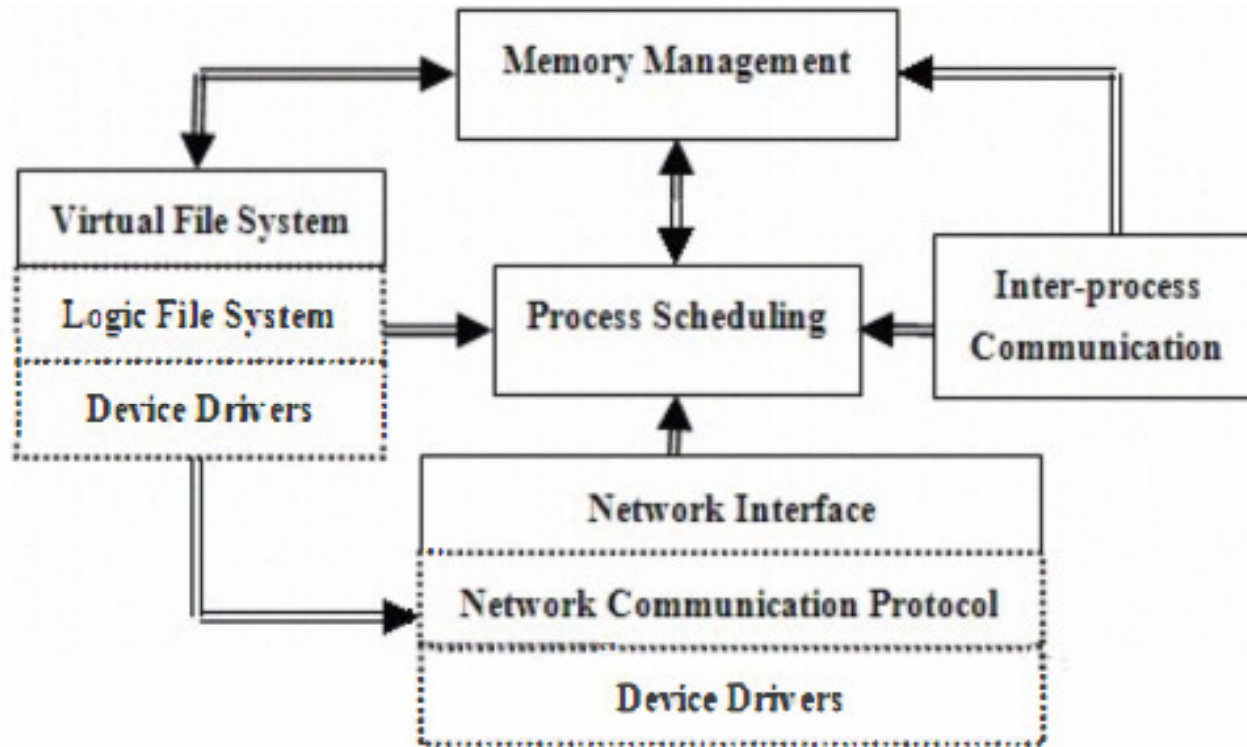 Memory Management
Virtual File System
Logic File System
Device Drivers
Process Scheduling
Inter-process
Communication
Network Interface
Network Communication Protocol
Device Drivers